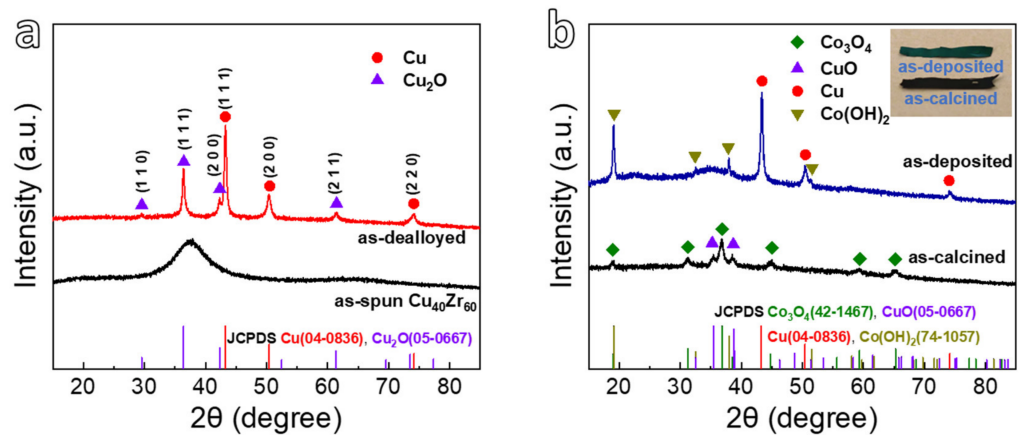 a
Intensity (a.u.)
Cu
Cu₂O
(1 1 0)
(1 1 1)
(2 0 0)
(1 1 1)
(2 0 0)
(2 1 1)
(2 2 0)
as-dealloyed
as-spun Cu₄₀Zr₆₀
JCPDS Cu(04-0836), Cu₂O(05-0667)
20 30 40 50 60 70 80
2θ (degree)
b
Intensity (a.u.)
Co₃O₄
CuO
Cu
Co(OH)₂
as-deposited
as-calcined
as-deposited
as-calcined
JCPDS Co₃O₄(42-1467), CuO(05-0667)
Cu(04-0836), Co(OH)₂(74-1057)
20 30 40 50 60 70 80
2θ (degree)